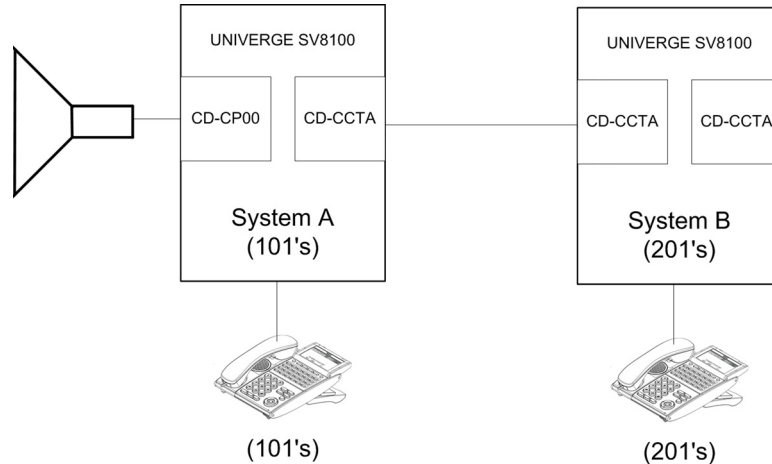 UNIVERGE SV8100
CD-CP00
CD-CCTA
System A
(101's)
(101's)
UNIVERGE SV8100
CD-CCTA
CD-CCTA
System B
(201's)
(201's)